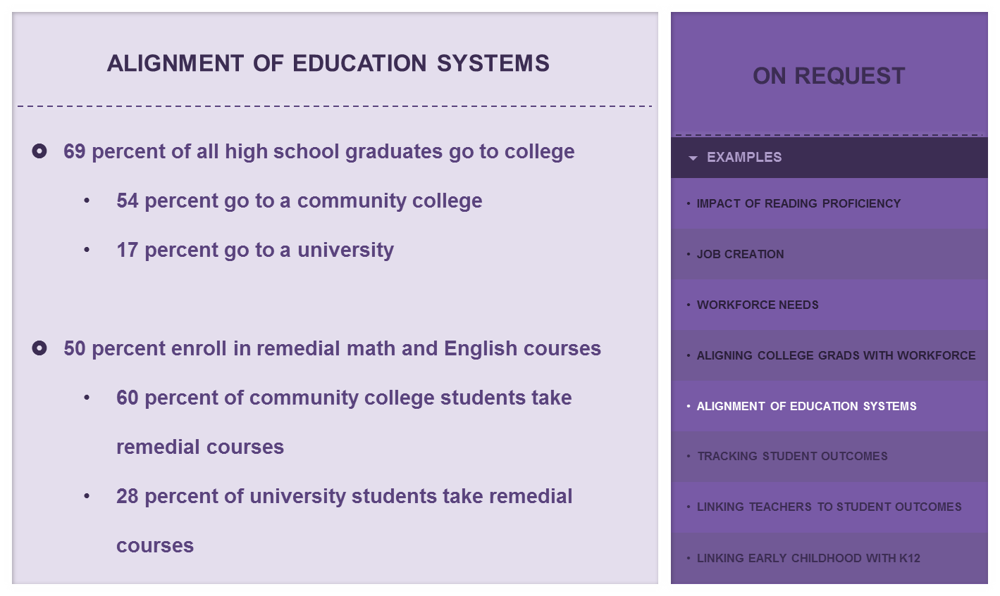 ALIGNMENT OF EDUCATION SYSTEMS
69 percent of all high school graduates go to college
• 54 percent go to a community college
• 17 percent go to a university
50 percent enroll in remedial math and English courses
• 60 percent of community college students take
remedial courses
• 28 percent of university students take remedial
courses
ON REQUEST
EXAMPLES
• IMPACT OF READING PROFICIENCY
• JOB CREATION
• WORKFORCE NEEDS
• ALIGNING COLLEGE GRADS WITH WORKFORCE
• ALIGNMENT OF EDUCATION SYSTEMS
• TRACKING STUDENT OUTCOMES
• LINKING TEACHERS TO STUDENT OUTCOMES
• LINKING EARLY CHILDHOOD WITH K12